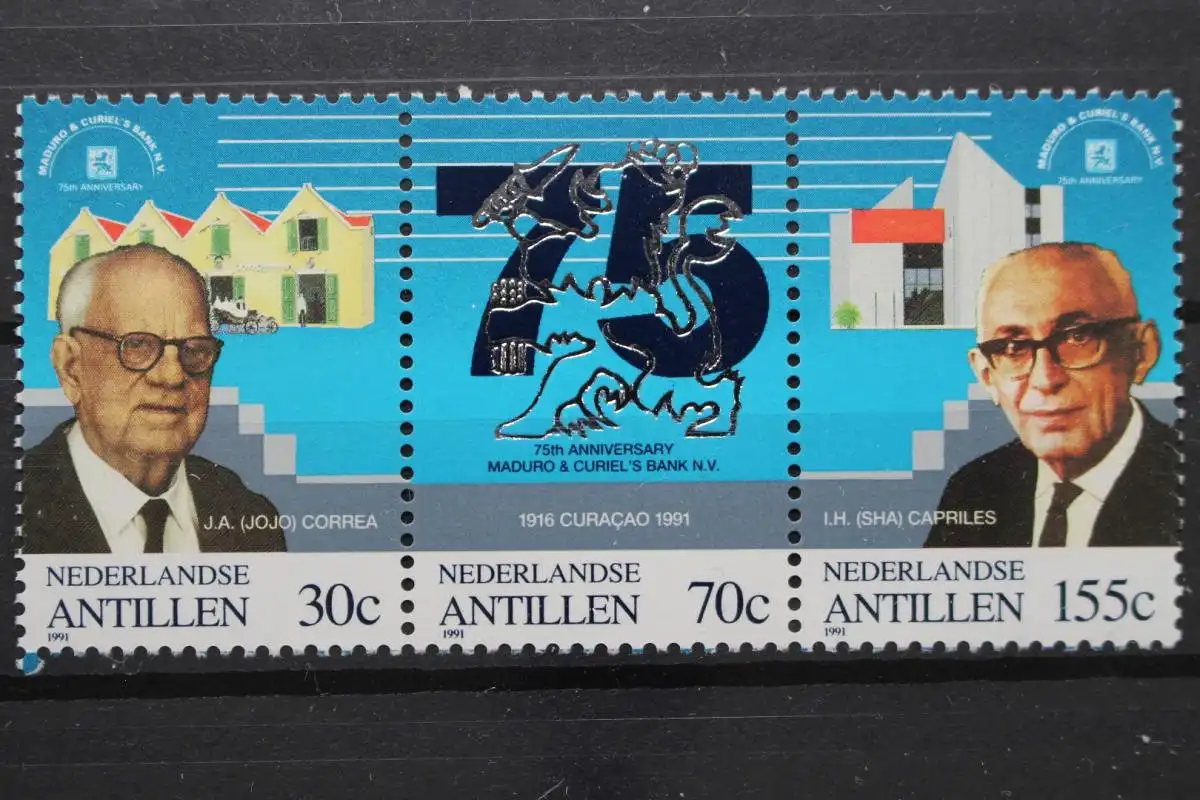 MADURO & CURIEL'S BANK N.V.
75th ANNIVERSARY
J.A. (JOJO) CORREA
NEDERLANDSE
ANTILLEN 30c
1991
75
75th ANNIVERSARY
MADURO & CURIEL'S BANK N.V.
1916 CURAÇAO 1991
NEDERLANDSE
ANTILLEN 70c
1991
MADURO & CURIEL'S BANK N.V.
75th ANNIVERSARY
I.H. (SHA) CAPRILES
NEDERLANDSE
ANTILLEN 155c
1991